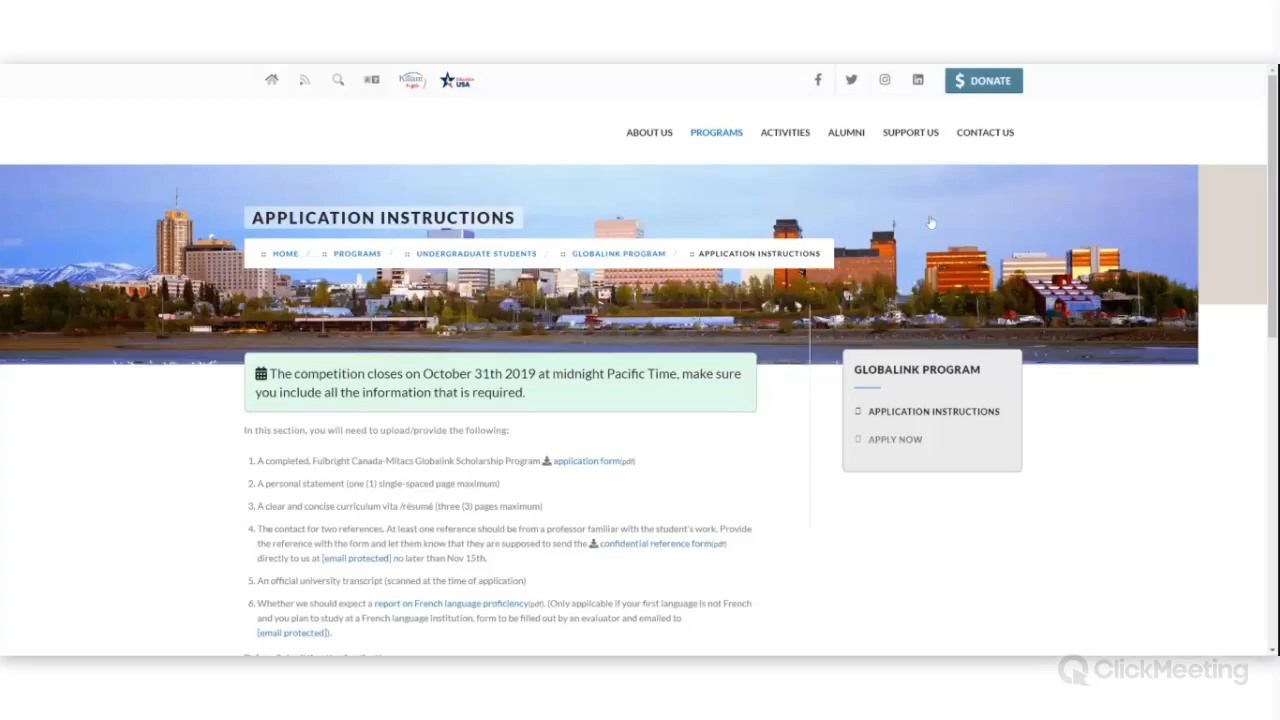 Killam
Education
USA
$ DONATE
ABOUT US PROGRAMS ACTIVITIES ALUMNI SUPPORT US CONTACT US
APPLICATION INSTRUCTIONS
:: HOME / :: PROGRAMS / :: UNDERGRADUATE STUDENTS / :: GLOBALINK PROGRAM / :: APPLICATION INSTRUCTIONS
The competition closes on October 31th 2019 at midnight Pacific Time, make sure
you include all the information that is required.
In this section, you will need to upload/provide the following:
1. A completed, Fulbright Canada-Mitacs Globalink Scholarship Program application form(pdf)
2. A personal statement (one (1) single-spaced page maximum)
3. A clear and concise curriculum vita /résumé (three (3) pages maximum)
4. The contact for two references. At least one reference should be from a professor familiar with the student's work. Provide
the reference with the form and let them know that they are supposed to send the confidential reference form(pdf)
directly to us at [email protected] no later than Nov 15th.
5. An official university transcript (scanned at the time of application)
6. Whether we should expect a report on French language proficiency(pdf). (Only applicable if your first language is not French
and you plan to study at a French language institution, form to be filled out by an evaluator and emailed to
[email protected]).
GLOBALINK PROGRAM
APPLICATION INSTRUCTIONS
APPLY NOW
ClickMeeting